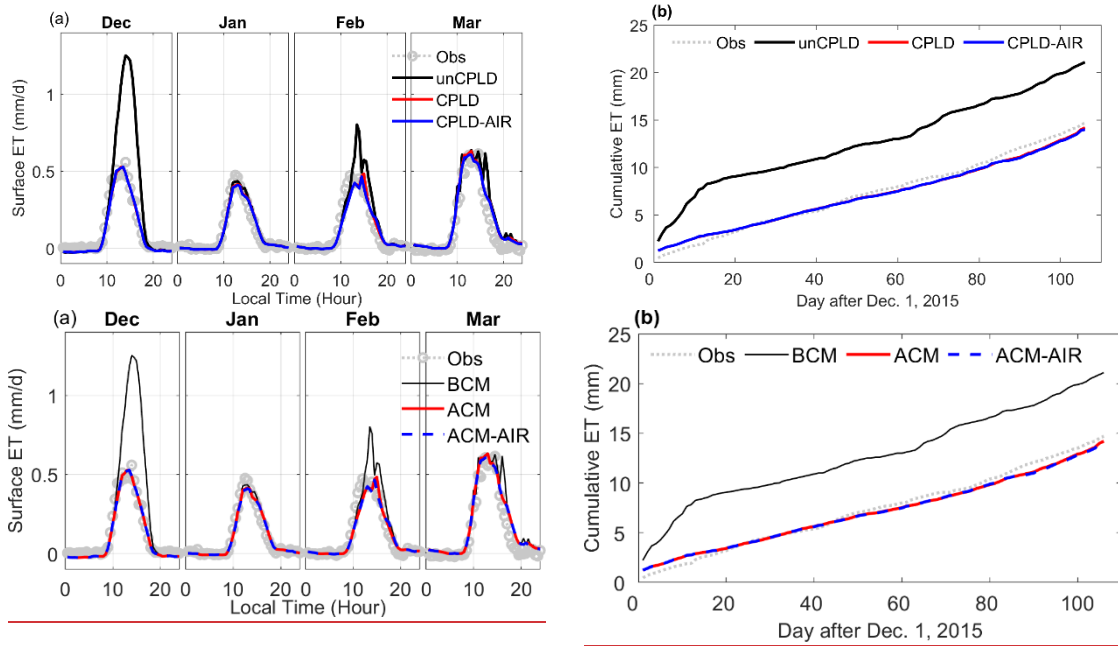 (a)
Dec Jan Feb Mar
Obs
unCPLD
CPLD
CPLD-AIR
Surface ET (mm/d)
1
0.5
0
0 10 20 0 10 20 0 10 20 0 10 20
Local Time (Hour)
(b)
Obs unCPLD CPLD CPLD-AIR
Cumulative ET (mm)
25
20
15
10
5
0
0 20 40 60 80 100
Day after Dec. 1, 2015
(a)
Dec Jan Feb Mar
Obs
BCM
ACM
ACM-AIR
Surface ET (mm/d)
1
0.5
0
0 10 20 0 10 20 0 10 20 0 10 20
Local Time (Hour)
(b)
Obs BCM ACM ACM-AIR
Cumulative ET (mm)
25
20
15
10
5
0
0 20 40 60 80 100
Day after Dec. 1, 2015